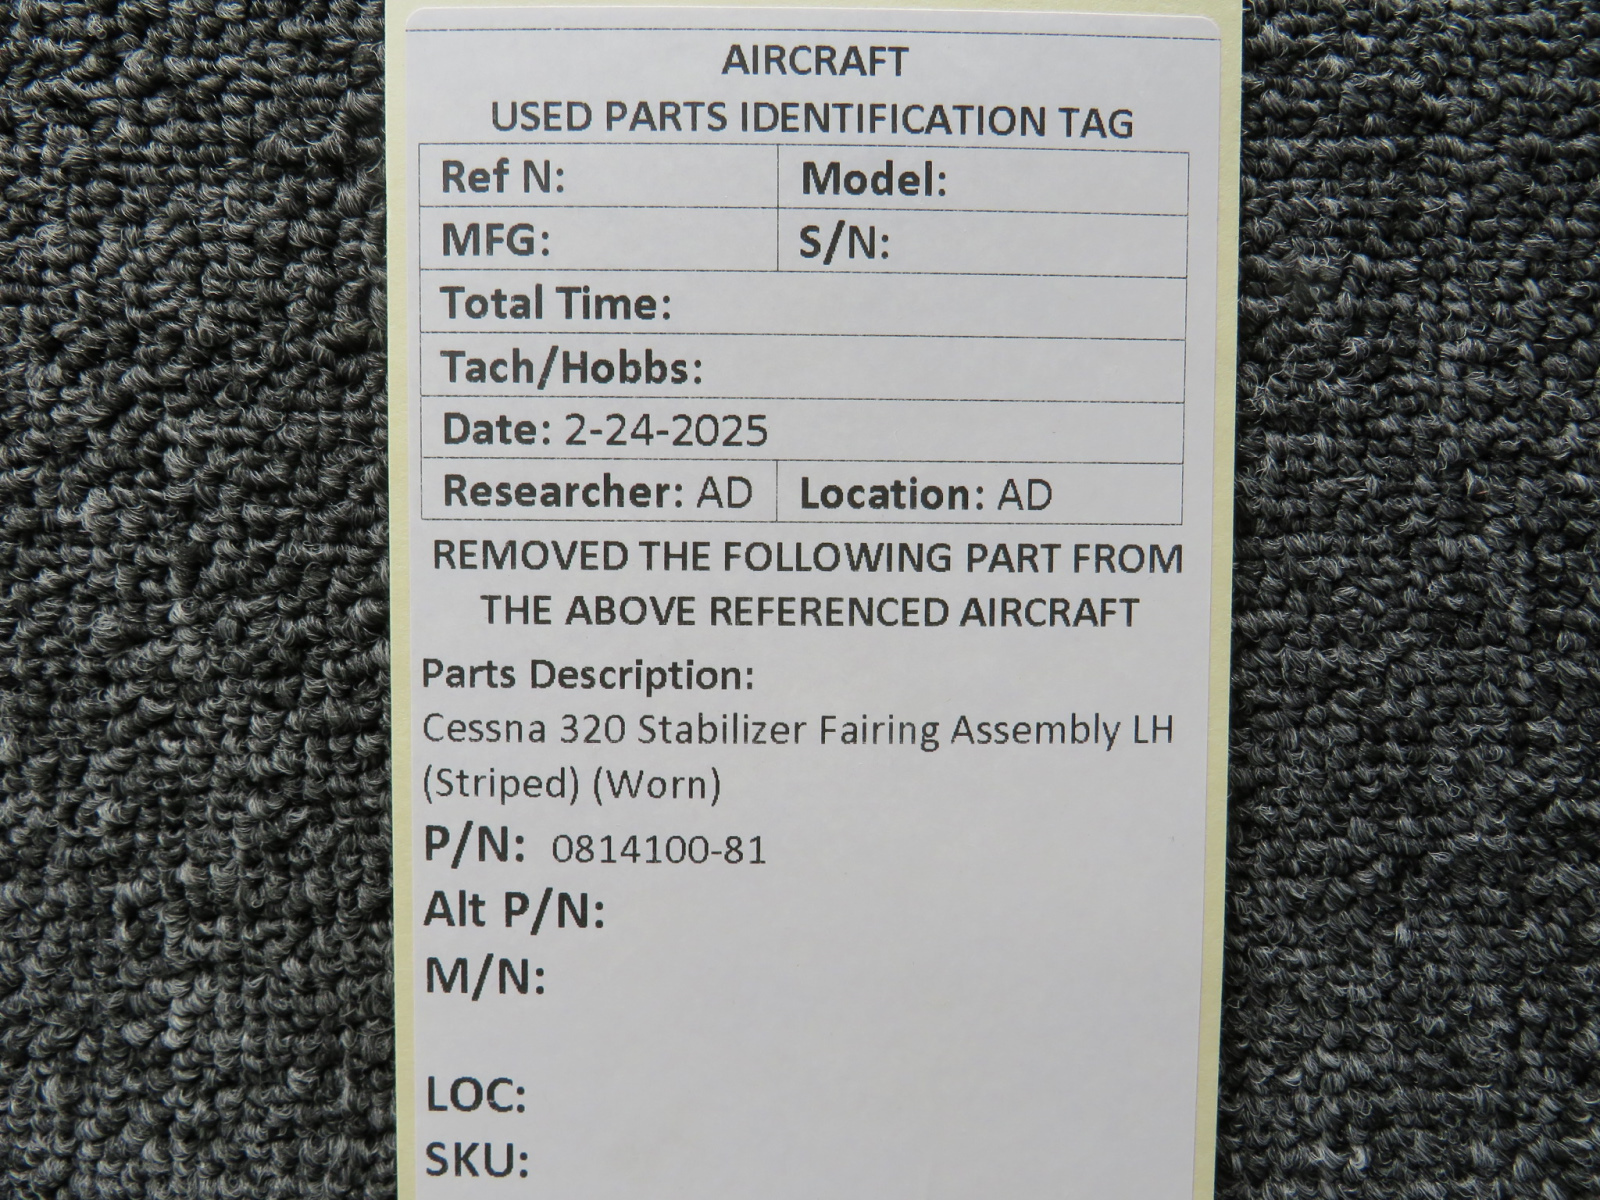 AIRCRAFT
USED PARTS IDENTIFICATION TAG
Ref N: Model:
MFG: S/N:
Total Time:
Tach/Hobbs:
Date: 2-24-2025
Researcher: AD Location: AD
REMOVED THE FOLLOWING PART FROM
THE ABOVE REFERENCED AIRCRAFT
Parts Description:
Cessna 320 Stabilizer Fairing Assembly LH
(Striped) (Worn)
P/N: 0814100-81
Alt P/N:
M/N:
LOC:
SKU: